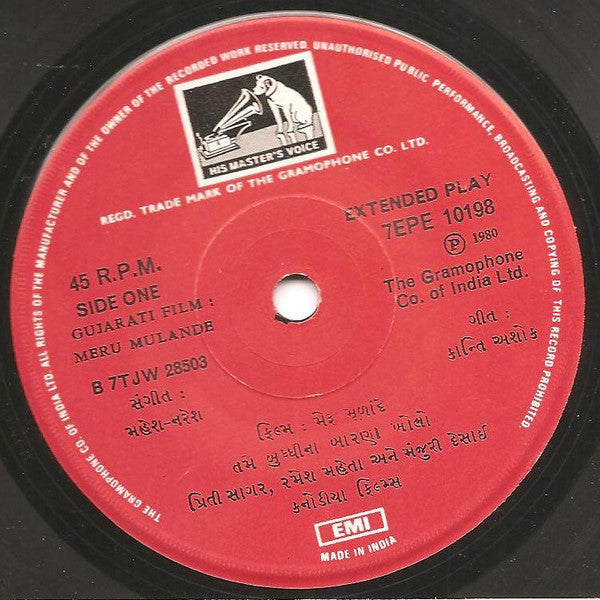 THE GRAMOPHONE CO. OF INDIA LTD. ALL RIGHTS OF THE MANUFACTURER AND OF THE OWNER OF THE RECORDED WORK RESERVED. UNAUTHORISED PUBLIC PERFORMANCE, BROADCASTING AND COPYING OF THIS RECORD PROHIBITED.
HIS MASTER'S VOICE
REGD. TRADE MARK OF THE GRAMOPHONE CO. LTD.
45 R.P.M.
SIDE ONE
GUJARATI FILM :
MERU MULANDE
B 7TJW 28503
સંગીત :
મહેશ-નરેશ
EXTENDED PLAY
7EPE 10198
Ⓟ 1980
The Gramophone
Co. of India Ltd.
ગીત :
કાન્તિ અશોક
ફિલ્મ : મેરૂ મૂળાંદે
તમે બુધ્ધીના બારણા ખોલો
પ્રિતી સાગર, રમેશ મહેતા અને મંજુરી દેસાઈ
કનોડીયા ફિલ્મ્સ
EMI
MADE IN INDIA